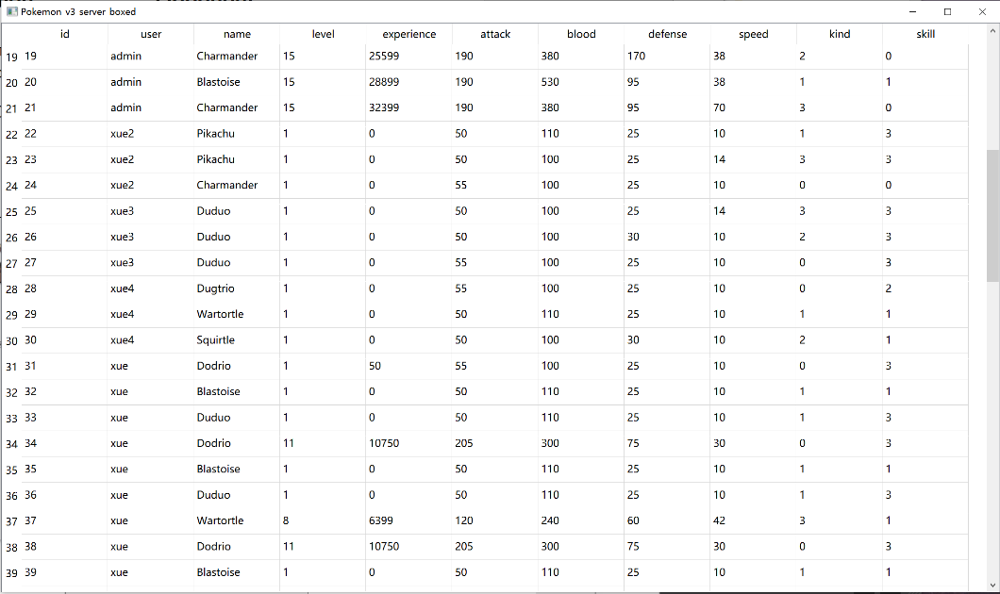 Pokemon v3 server boxed
id user name level experience attack blood defense speed kind skill
19 19 admin Charmander 15 25599 190 380 170 38 2 0
20 20 admin Blastoise 15 28899 190 530 95 38 1 1
21 21 admin Charmander 15 32399 190 380 95 70 3 0
22 22 xue2 Pikachu 1 0 50 110 25 10 1 3
23 23 xue2 Pikachu 1 0 50 100 25 14 3 3
24 24 xue2 Charmander 1 0 55 100 25 10 0 0
25 25 xue3 Duduo 1 0 50 100 25 14 3 3
26 26 xue3 Duduo 1 0 50 100 30 10 2 3
27 27 xue3 Duduo 1 0 55 100 25 10 0 3
28 28 xue4 Dugtrio 1 0 55 100 25 10 0 2
29 29 xue4 Wartortle 1 0 50 110 25 10 1 1
30 30 xue4 Squirtle 1 0 50 100 30 10 2 1
31 31 xue Dodrio 1 50 55 100 25 10 0 3
32 32 xue Blastoise 1 0 50 110 25 10 1 1
33 33 xue Duduo 1 0 50 110 25 10 1 3
34 34 xue Dodrio 11 10750 205 300 75 30 0 3
35 35 xue Blastoise 1 0 50 110 25 10 1 1
36 36 xue Duduo 1 0 50 110 25 10 1 3
37 37 xue Wartortle 8 6399 120 240 60 42 3 1
38 38 xue Dodrio 11 10750 205 300 75 30 0 3
39 39 xue Blastoise 1 0 50 110 25 10 1 1